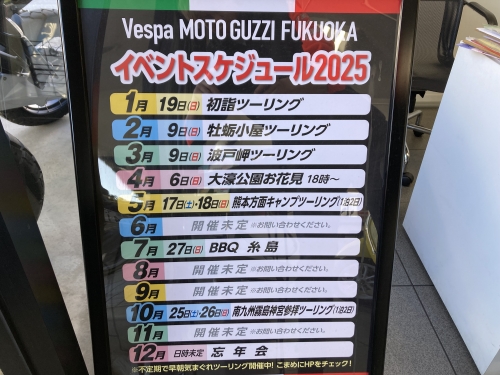 Vespa MOTO GUZZI FUKUOKA
イベントスケジュール2025
1月 19日(日) 初詣ツーリング
2月 9日(日) 牡蛎小屋ツーリング
3月 9日(日) 波戸岬ツーリング
4月 6日(日) 大濠公園お花見 18時〜
5月 17日(土)-18日(日) 熊本方面キャンプツーリング(1泊2日)
6月 開催未定 ※お問い合わせください。
7月 27日(日) BBQ 糸島
8月 開催未定 ※お問い合わせください。
9月 開催未定 ※お問い合わせください。
10月 25日(土)-26日(日) 南九州霧島神宮参拝ツーリング(1泊2日)
11月 開催未定 ※お問い合わせください。
12月 日時未定 忘年会
※不定期で早朝気まぐれツーリング開催中! こまめにHPをチェック!